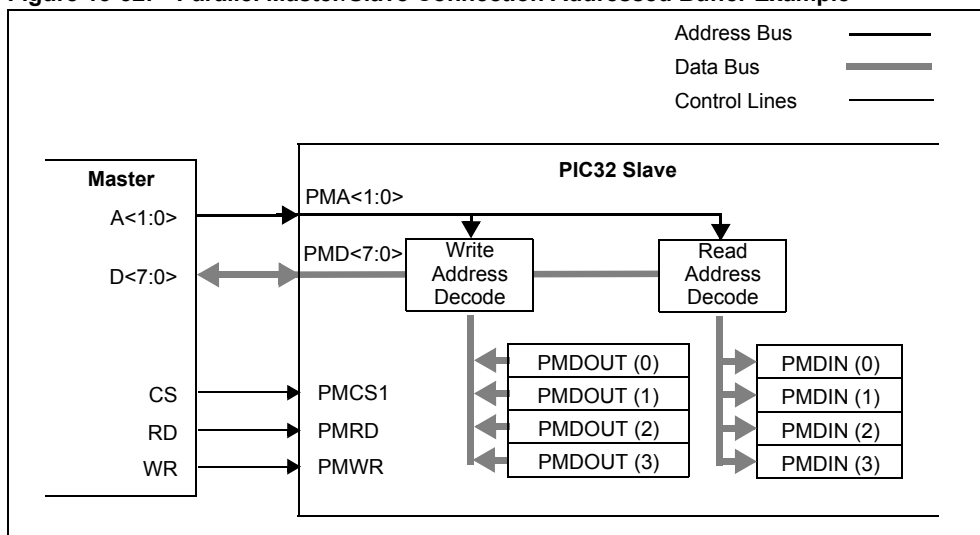 Figure 13-32: Parallel Master/Slave Connection Addressed Buffer Example
Address Bus
Data Bus
Control Lines
Master
PIC32 Slave
A<1:0>
PMA<1:0>
D<7:0>
PMD<7:0>
Write
Address
Decode
Read
Address
Decode
PMDOUT (0)
PMDOUT (1)
PMDOUT (2)
PMDOUT (3)
PMDIN (0)
PMDIN (1)
PMDIN (2)
PMDIN (3)
CS
PMCS1
RD
PMRD
WR
PMWR